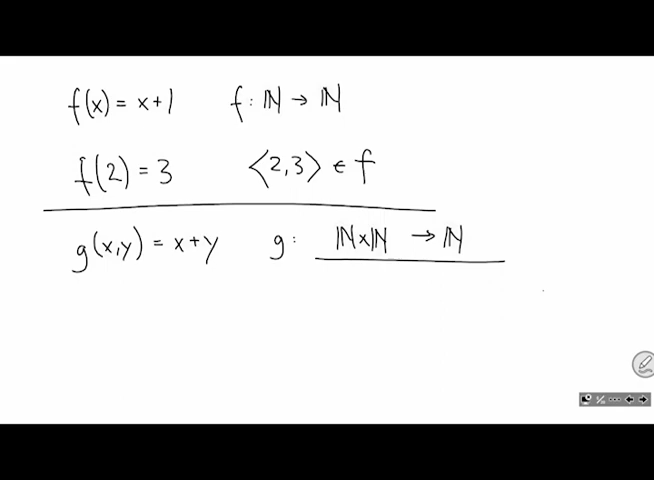 f(x) = x+1 f : ℕ → ℕ
f(2) = 3 ⟨2,3⟩ ∈ f
g(x,y) = x+y g : ℕ×ℕ → ℕ